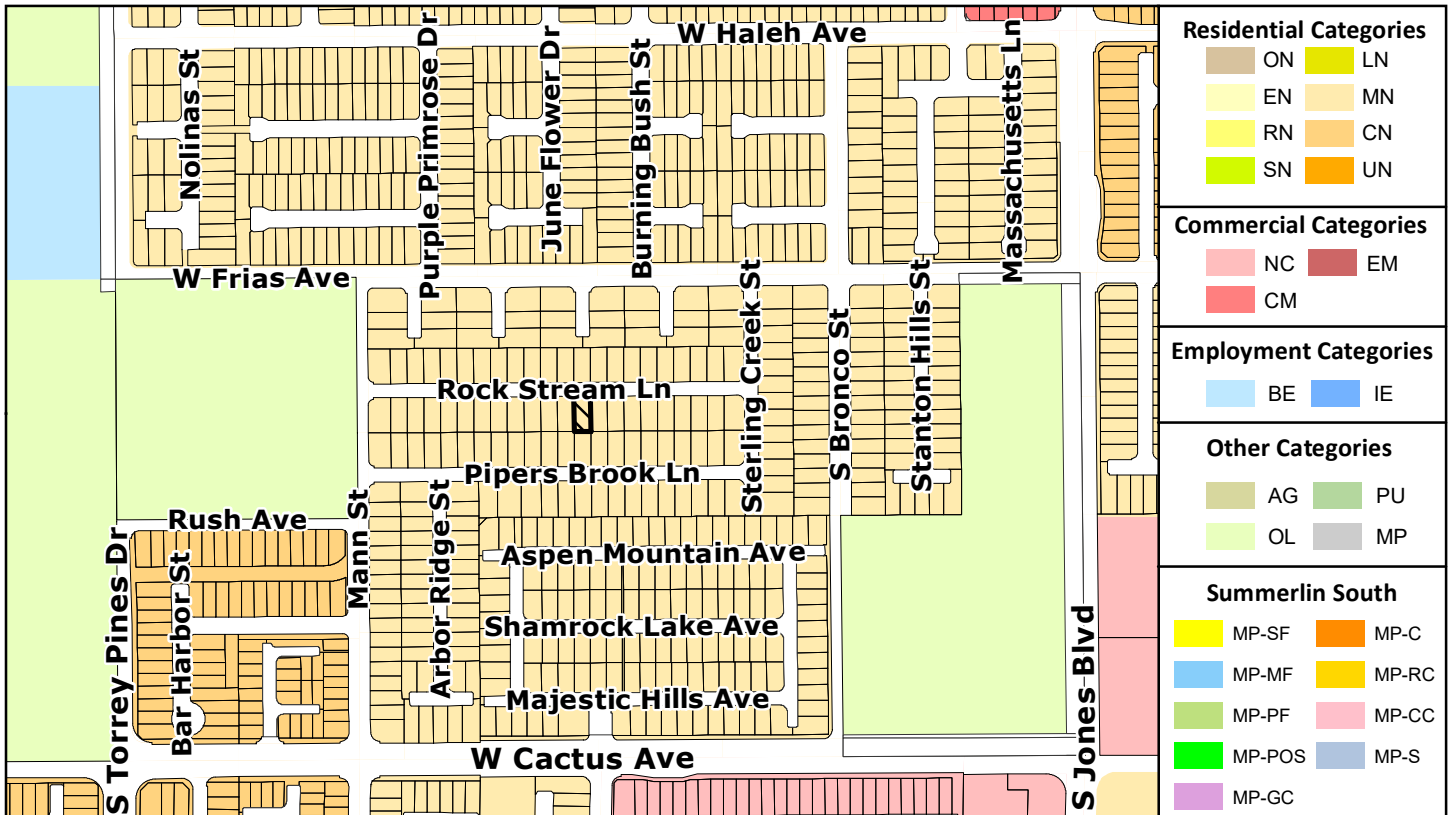 W Haleh Ave
Nolinas St
Purple Primrose Dr
June Flower Dr
Burning Bush St
Massachusetts Ln
W Frias Ave
Sterling Creek St
S Bronco St
Stanton Hills St
Rock Stream Ln
Pipers Brook Ln
Rush Ave
Mann St
Arbor Ridge St
Aspen Mountain Ave
S Torrey Pines Dr
Bar Harbor St
Shamrock Lake Ave
Majestic Hills Ave
W Cactus Ave
S Jones Blvd
Residential Categories
ON LN
EN MN
RN CN
SN UN
Commercial Categories
NC EM
CM
Employment Categories
BE IE
Other Categories
AG PU
OL MP
Summerlin South
MP-SF MP-C
MP-MF MP-RC
MP-PF MP-CC
MP-POS MP-S
MP-GC